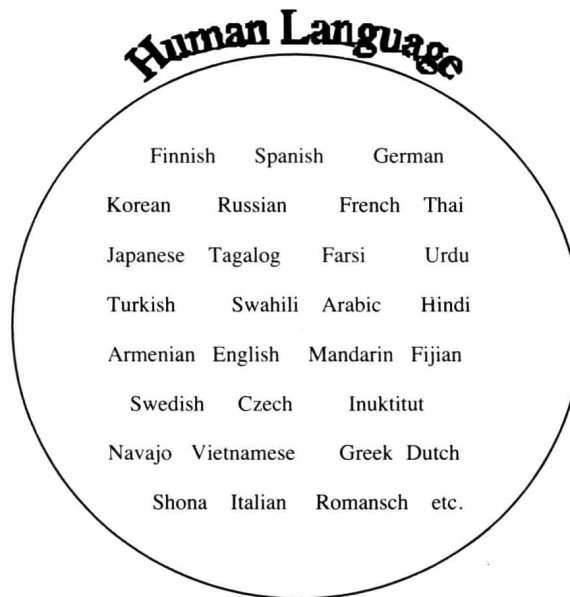 Human Language
Finnish Spanish German
Korean Russian French Thai
Japanese Tagalog Farsi Urdu
Turkish Swahili Arabic Hindi
Armenian English Mandarin Fijian
Swedish Czech Inuktitut
Navajo Vietnamese Greek Dutch
Shona Italian Romansch etc.